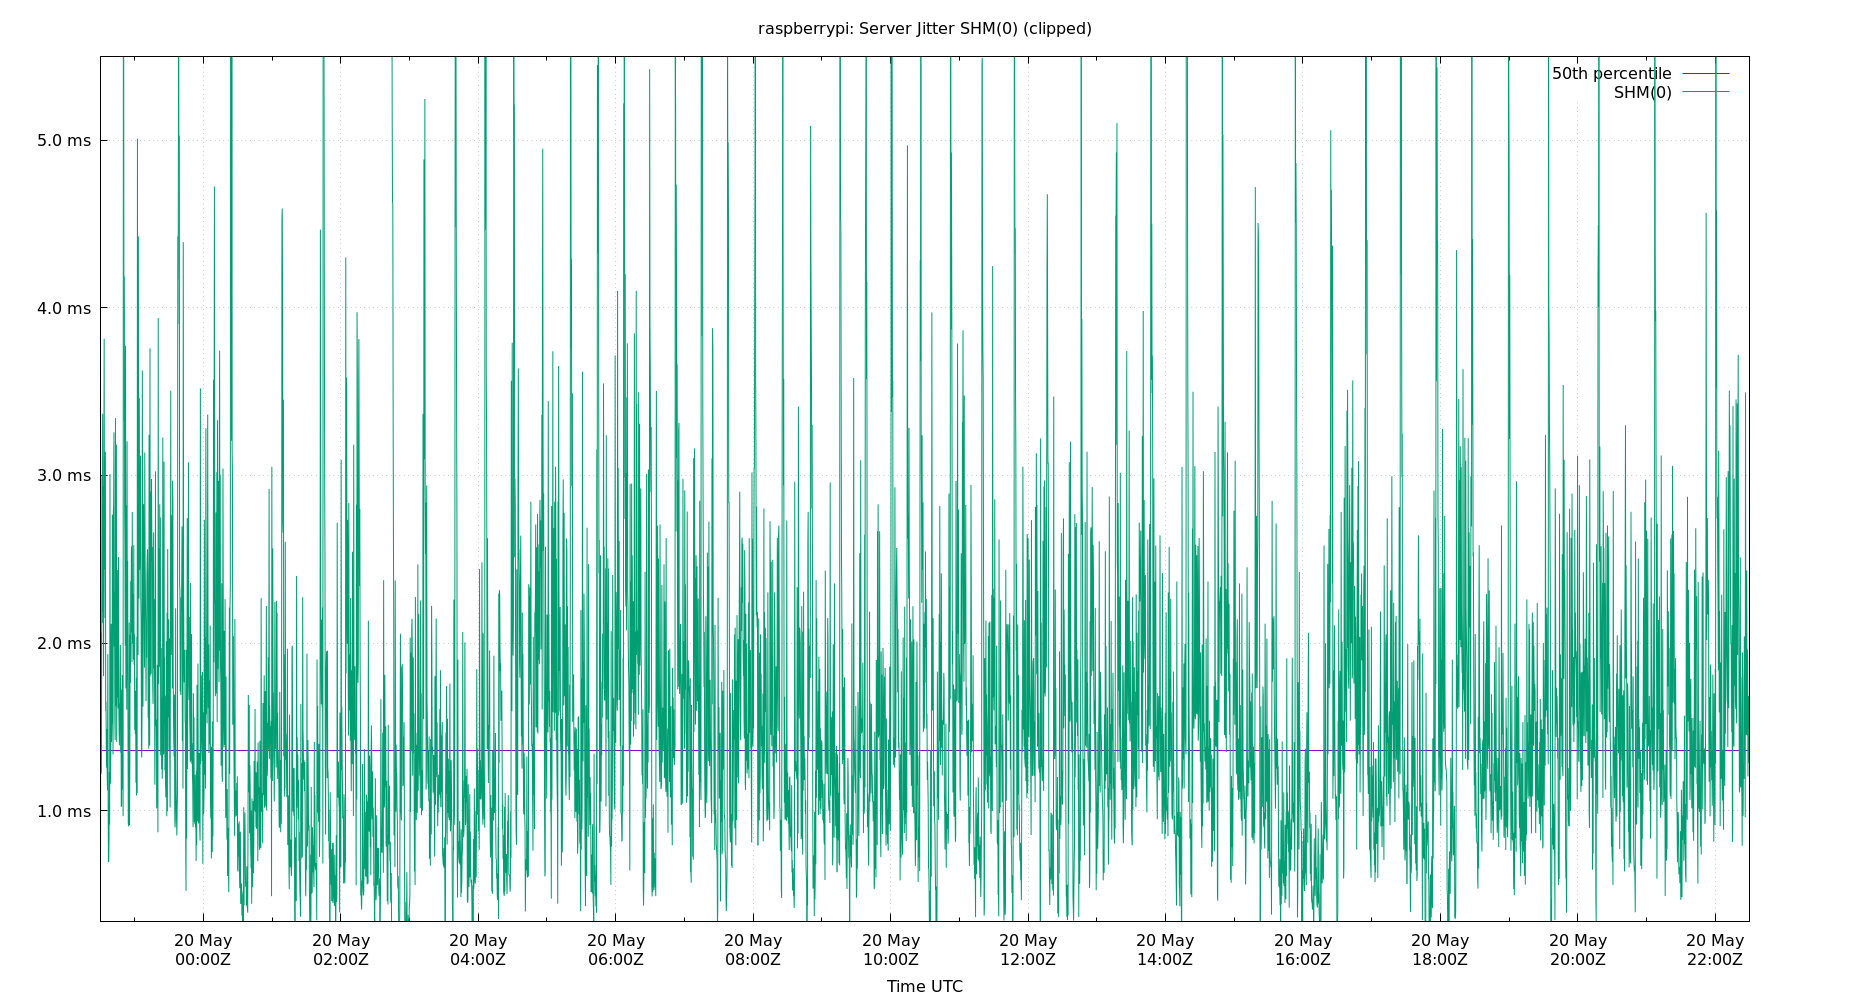 raspberrypi: Server Jitter SHM(0) (clipped)
50th percentile
SHM(0)
5.0 ms
4.0 ms
3.0 ms
2.0 ms
1.0 ms
20 May 20 May 20 May 20 May 20 May 20 May 20 May 20 May 20 May 20 May 20 May 20 May
00:00Z 02:00Z 04:00Z 06:00Z 08:00Z 10:00Z 12:00Z 14:00Z 16:00Z 18:00Z 20:00Z 22:00Z
Time UTC